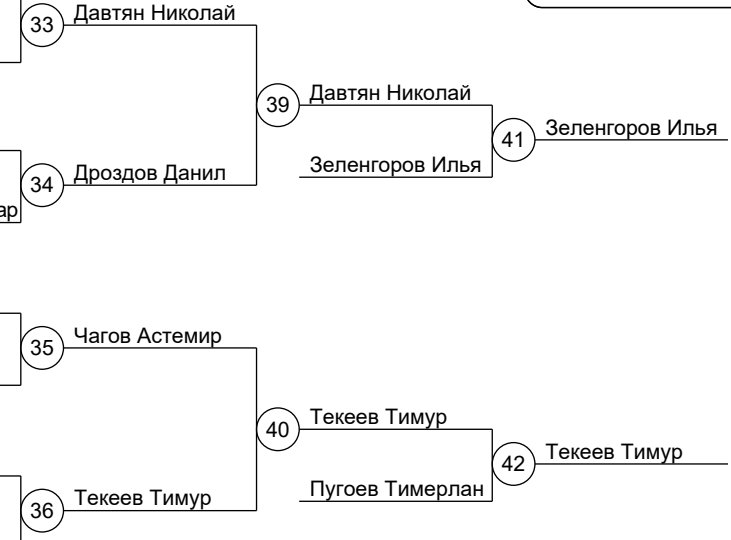 33 Давтян Николай
39 Давтян Николай
41 Зеленгоров Илья
Зеленгоров Илья
34 Дроздов Данил
35 Чагов Астемир
40 Текеев Тимур
42 Текеев Тимур
Пугоев Тимерлан
36 Текеев Тимур